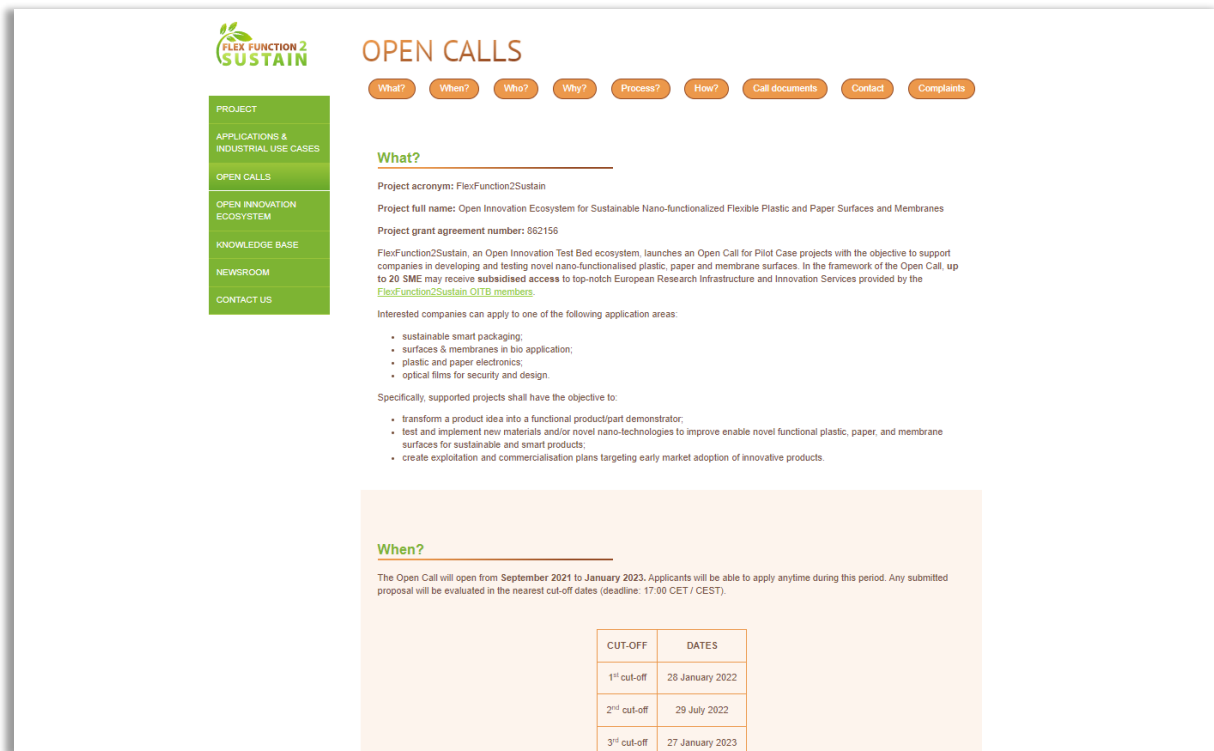 FLEX FUNCTION 2
SUSTAIN
OPEN CALLS
What?
When?
Who?
Why?
Process?
How?
Call documents
Contact
Complaints
PROJECT
APPLICATIONS &
INDUSTRIAL USE CASES
OPEN CALLS
OPEN INNOVATION
ECOSYSTEM
KNOWLEDGE BASE
NEWSROOM
CONTACT US
What?
Project acronym: FlexFunction2Sustain
Project full name: Open Innovation Ecosystem for Sustainable Nano-functionalized Flexible Plastic and Paper Surfaces and Membranes
Project grant agreement number: 862156
FlexFunction2Sustain, an Open Innovation Test Bed ecosystem, launches an Open Call for Pilot Case projects with the objective to support
companies in developing and testing novel nano-functionalised plastic, paper and membrane surfaces. In the framework of the Open Call, up
to 20 SME may receive subsidised access to top-notch European Research Infrastructure and Innovation Services provided by the
FlexFunction2Sustain OITB members.
Interested companies can apply to one of the following application areas:
• sustainable smart packaging;
• surfaces & membranes in bio application;
• plastic and paper electronics;
• optical films for security and design.
Specifically, supported projects shall have the objective to:
• transform a product idea into a functional product/part demonstrator;
• test and implement new materials and/or novel nano-technologies to improve enable novel functional plastic, paper, and membrane
surfaces for sustainable and smart products;
• create exploitation and commercialisation plans targeting early market adoption of innovative products.
When?
The Open Call will open from September 2021 to January 2023. Applicants will be able to apply anytime during this period. Any submitted
proposal will be evaluated in the nearest cut-off dates (deadline: 17:00 CET / CEST).
CUT-OFF DATES
1st cut-off 28 January 2022
2nd cut-off 29 July 2022
3rd cut-off 27 January 2023